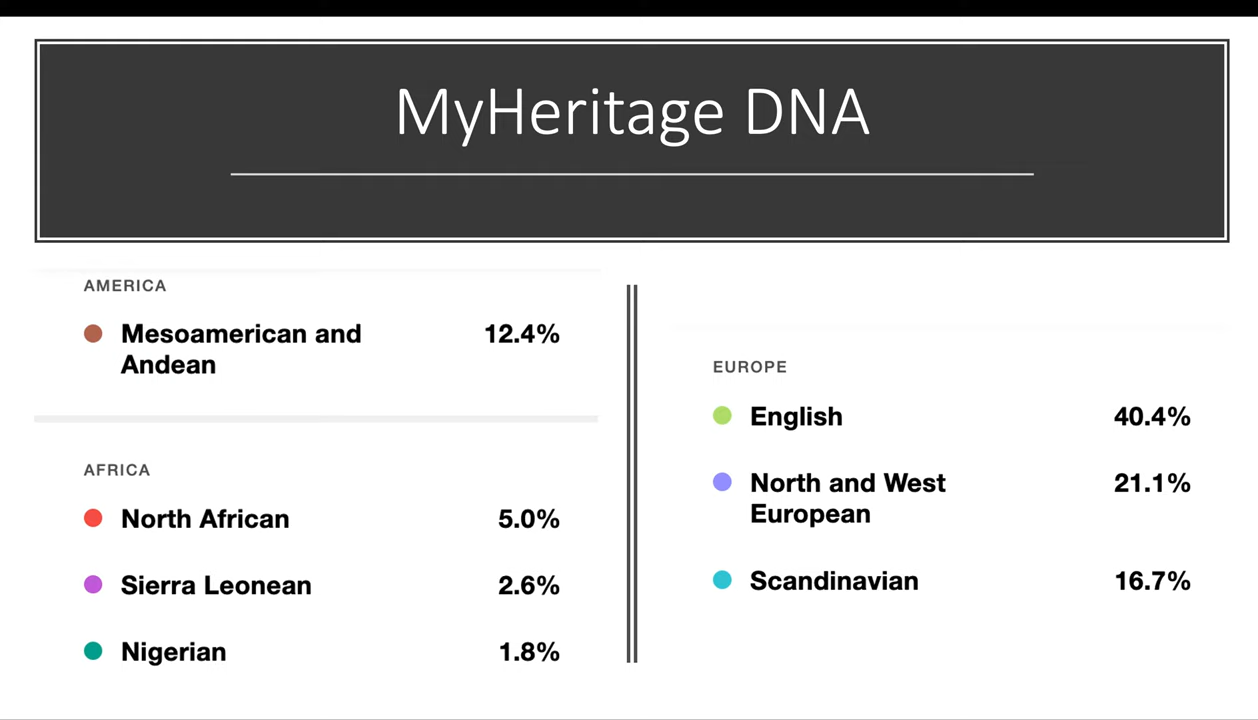 MyHeritage DNA
AMERICA
Mesoamerican and 12.4%
Andean
AFRICA
North African 5.0%
Sierra Leonean 2.6%
Nigerian 1.8%
EUROPE
English 40.4%
North and West 21.1%
European
Scandinavian 16.7%